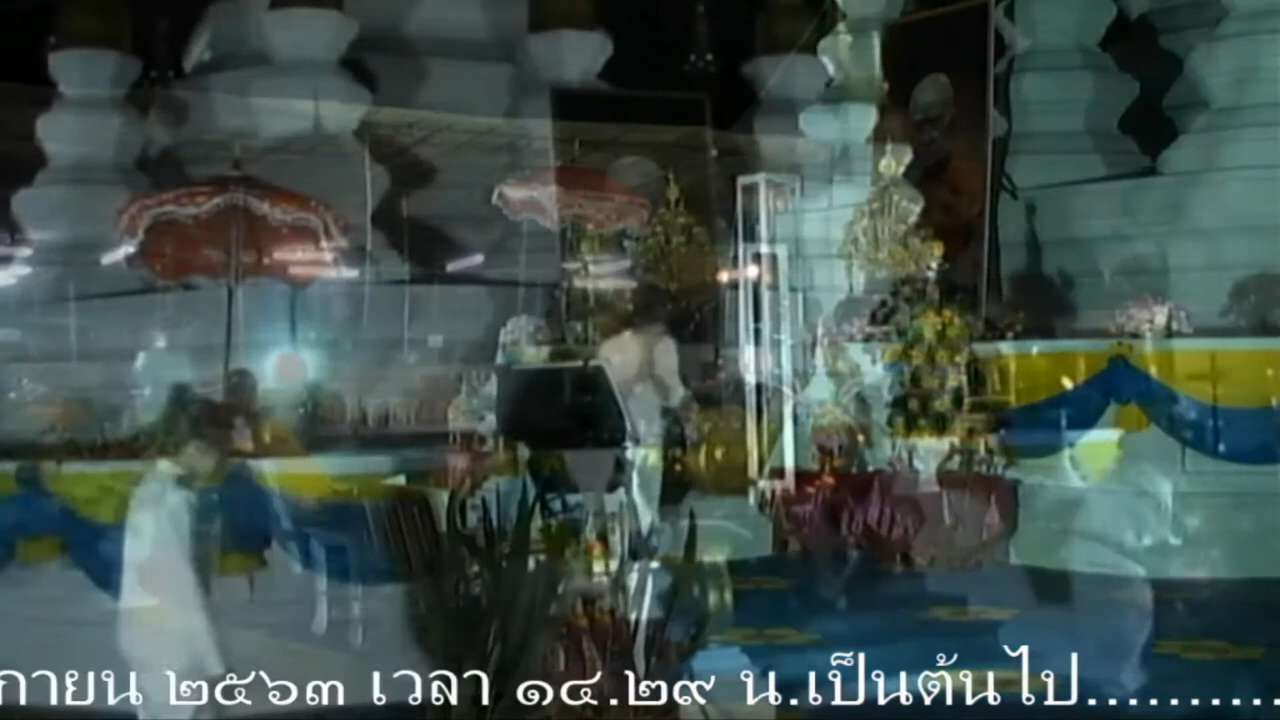 กายน ๒๕๖๓ เวลา ๑๔.๒๙ น.เป็นต้นไป..........